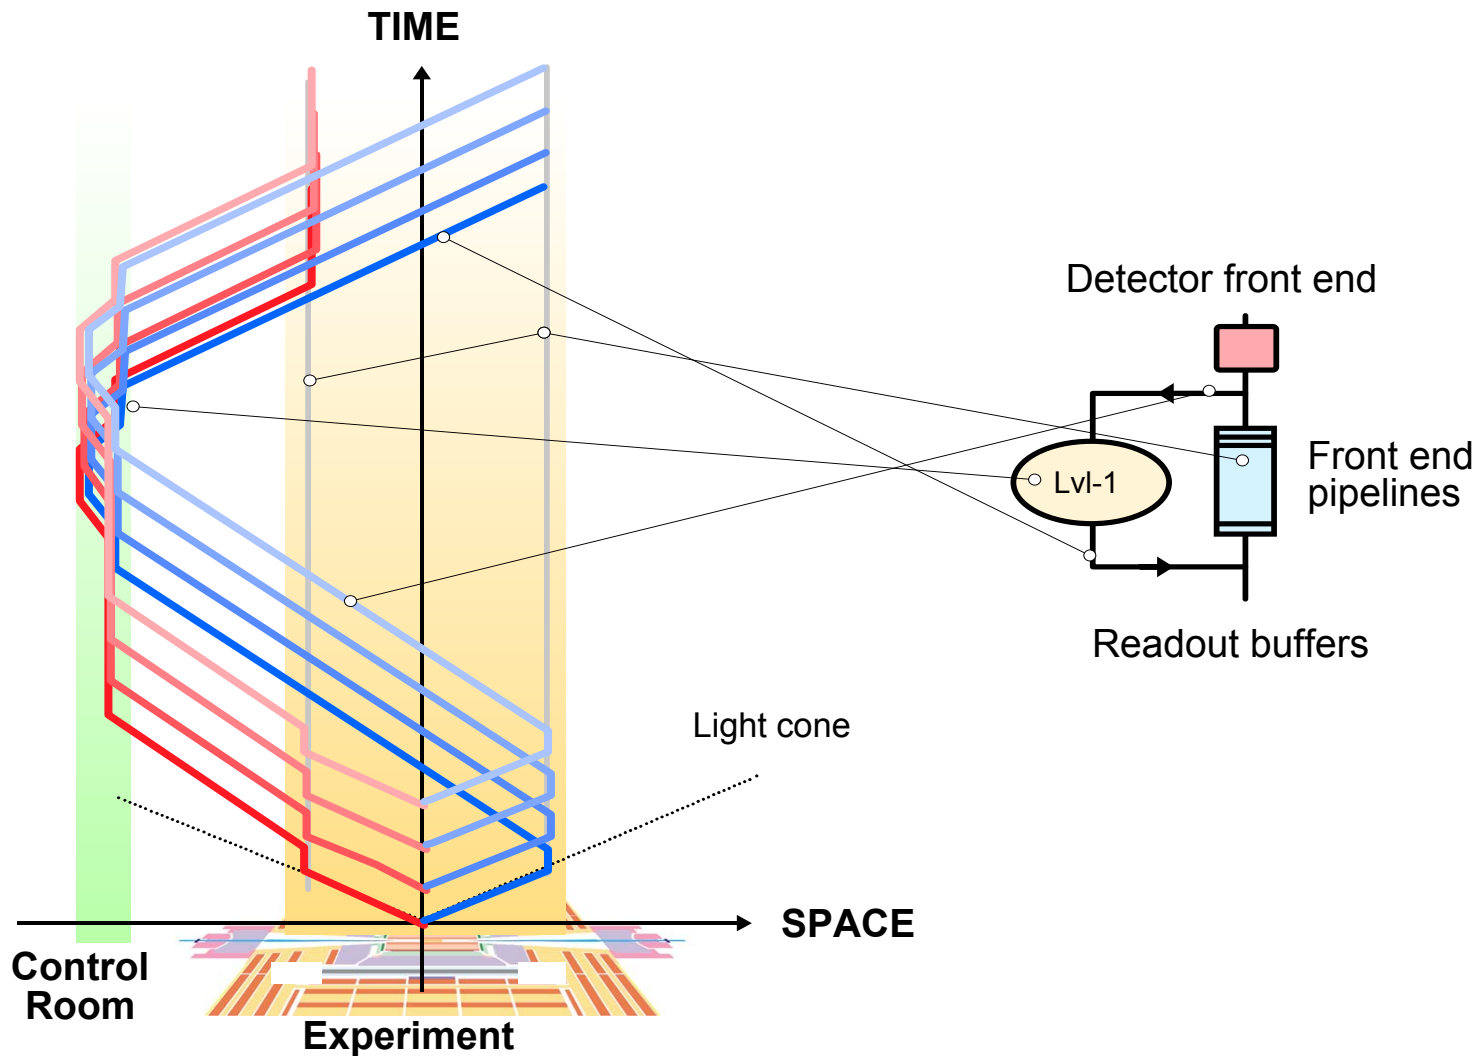 TIME
Detector front end
Lvl-1
Front end
pipelines
Readout buffers
Light cone
SPACE
Control
Room
Experiment